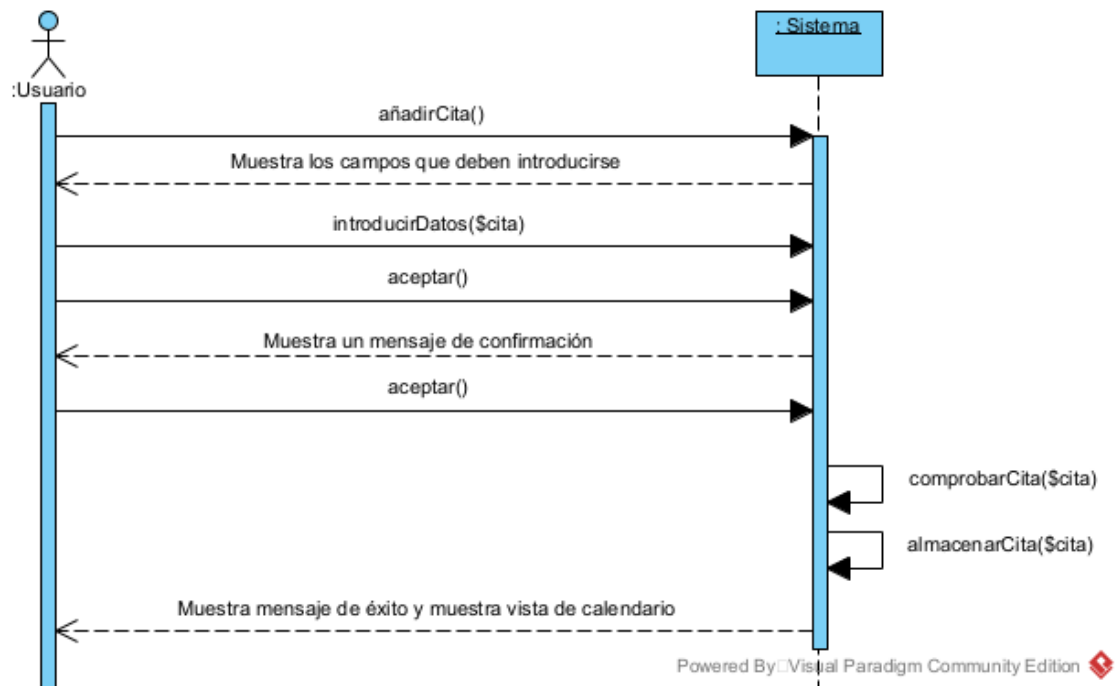 : Sistema
:Usuario
añadirCita()
Muestra los campos que deben introducirse
introducirDatos($cita)
aceptar()
Muestra un mensaje de confirmación
aceptar()
comprobarCita($cita)
almacenarCita($cita)
Muestra mensaje de éxito y muestra vista de calendario
Powered By Visual Paradigm Community Edition